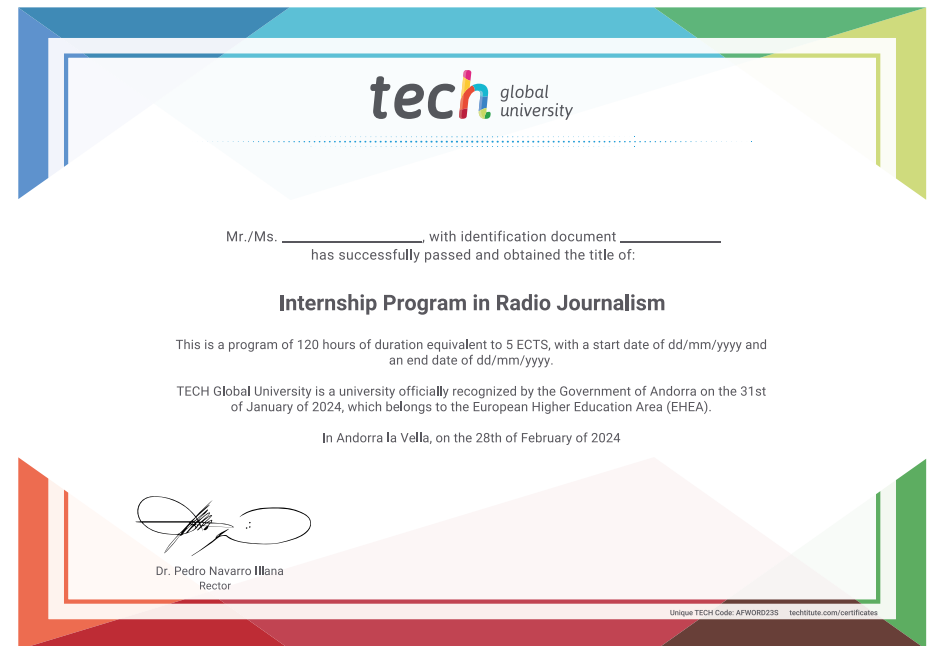 tech global university
Mr./Ms. ____________________, with identification document ______________
has successfully passed and obtained the title of:
Internship Program in Radio Journalism
This is a program of 120 hours of duration equivalent to 5 ECTS, with a start date of dd/mm/yyyy and
an end date of dd/mm/yyyy.
TECH Global University is a university officially recognized by the Government of Andorra on the 31st
of January of 2024, which belongs to the European Higher Education Area (EHEA).
In Andorra la Vella, on the 28th of February of 2024
Dr. Pedro Navarro Illana
Rector
Unique TECH Code: AFWORD23S techtitute.com/certificates